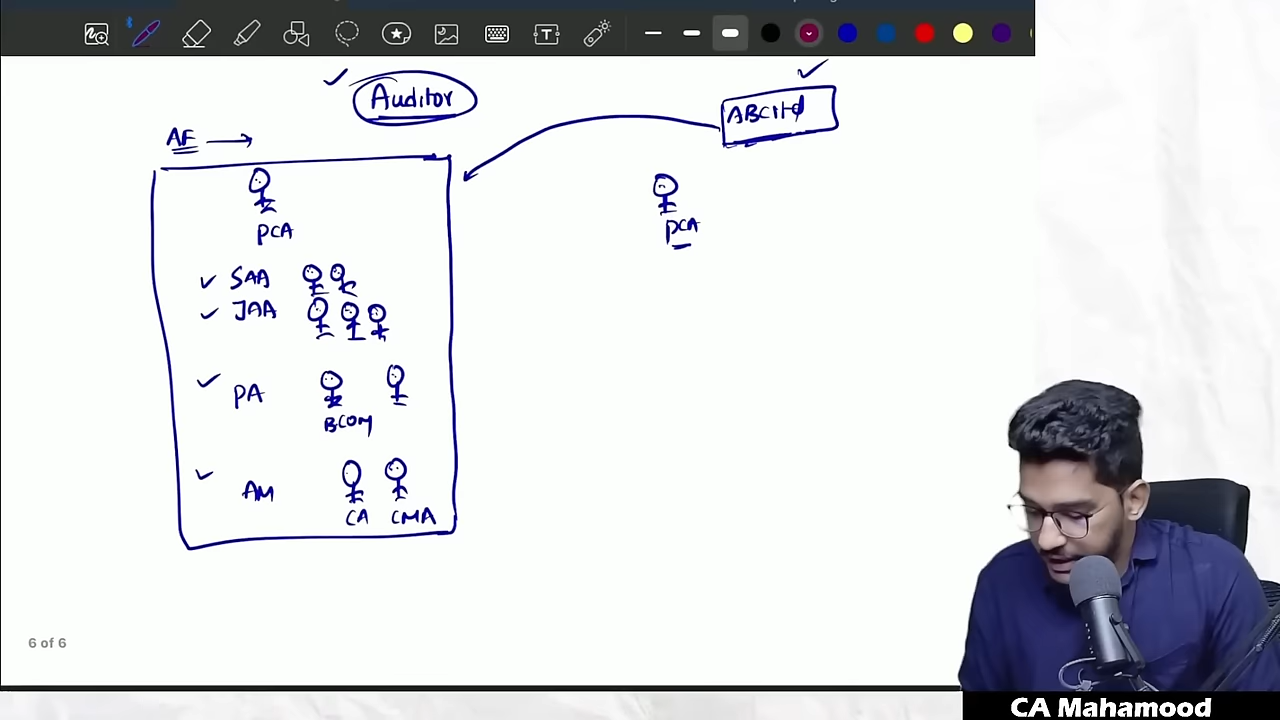 Auditor
ABC ltd
AF
PCA
PCA
SAA
JAA
PA
BCOM
AM
CA CMA
6 of 6
CA Mahamood